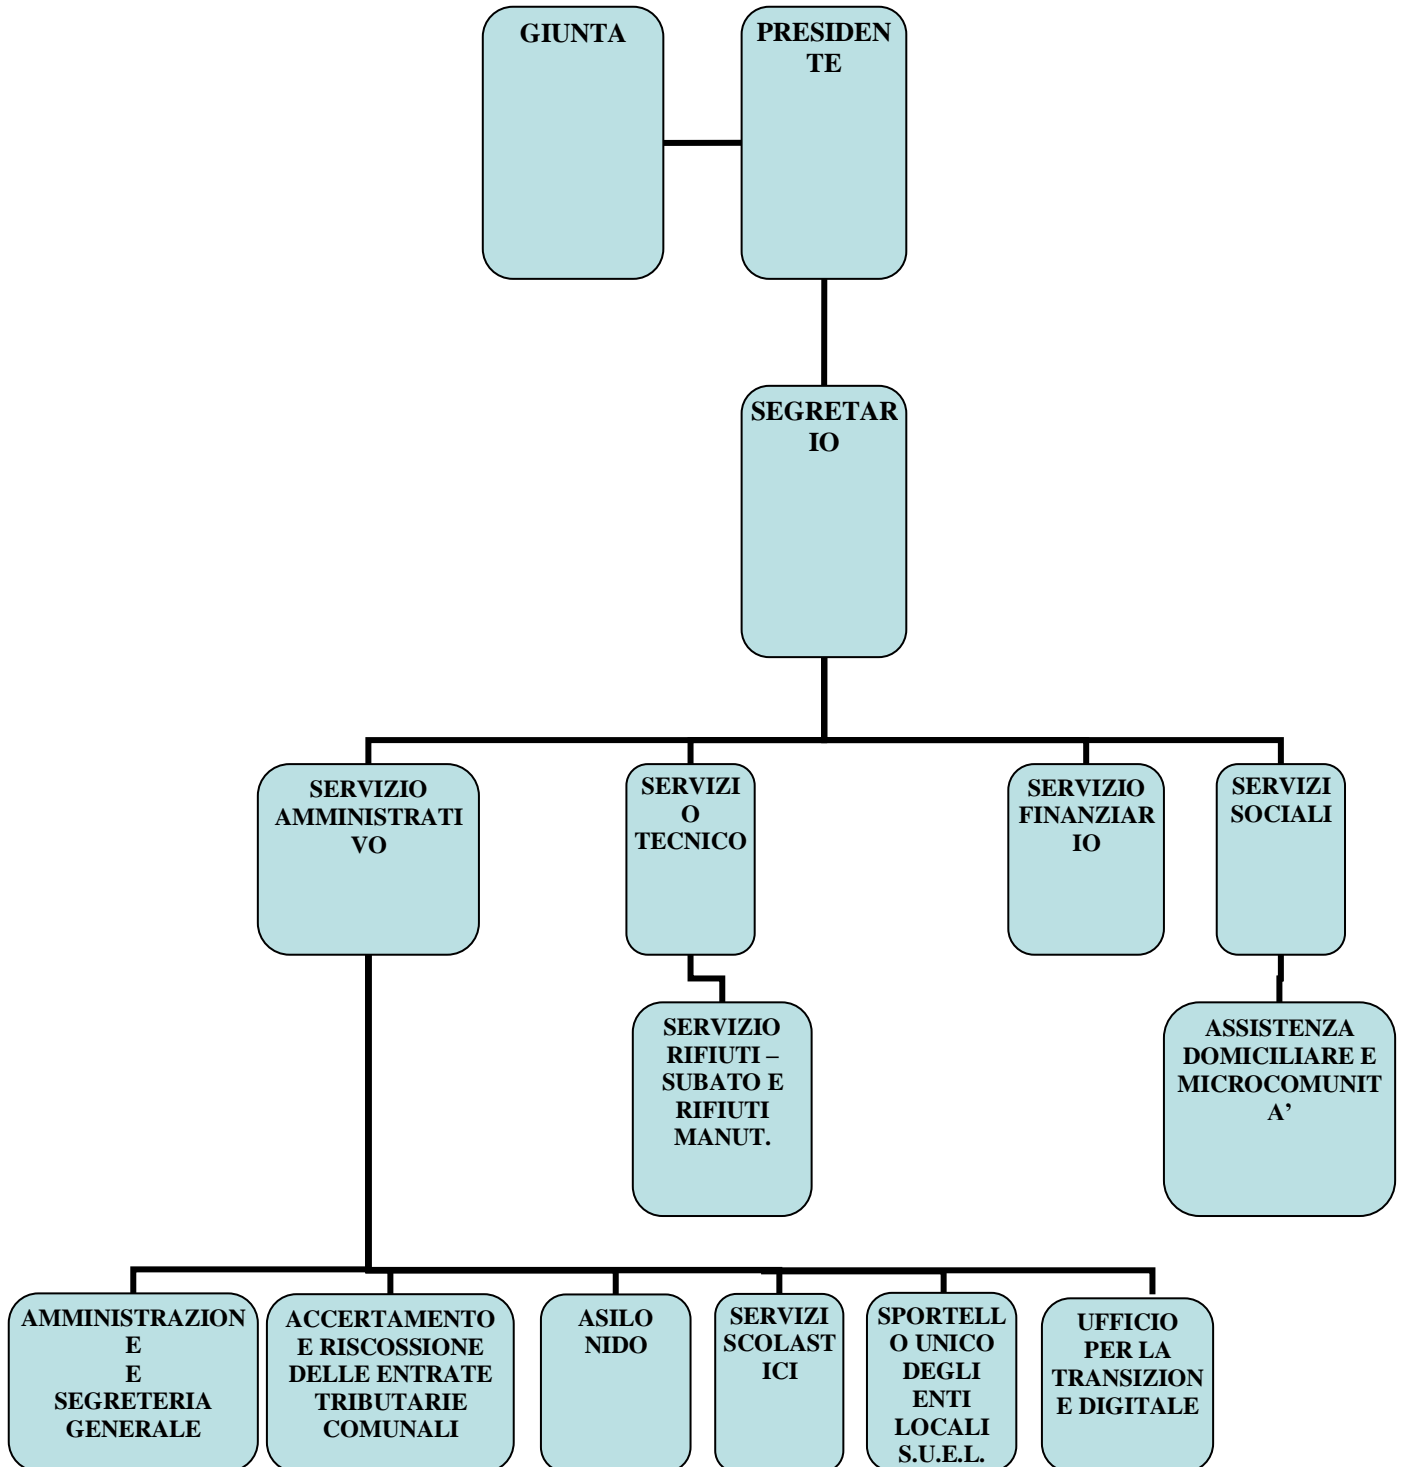 GIUNTA
PRESIDEN
TE
SEGRETAR
IO
SERVIZIO
AMMINISTRATI
VO
SERVIZI
O
TECNICO
SERVIZIO
FINANZIAR
IO
SERVIZI
SOCIALI
SERVIZIO
RIFIUTI –
SUBATO E
RIFIUTI
MANUT.
ASSISTENZA
DOMICILIARE E
MICROCOMUNIT
A’
AMMINISTRAZION
E
E
SEGRETERIA
GENERALE
ACCERTAMENTO
E RISCOSSIONE
DELLE ENTRATE
TRIBUTARIE
COMUNALI
ASILO
NIDO
SERVIZI
SCOLAST
ICI
SPORTELL
O UNICO
DEGLI
ENTI
LOCALI
S.U.E.L.
UFFICIO
PER LA
TRANSIZION
E DIGITALE